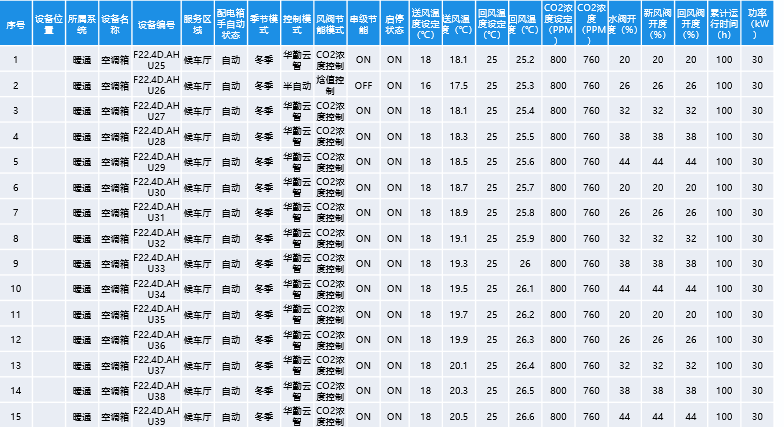 序号 设备位置 所属系统 设备名称 设备编号 服务区域 配电箱手自动状态 季节模式 控制模式 风阀节能模式 串级节能 启停状态 送风温度设定(℃) 送风温度(℃) 回风温度设定(℃) 回风温度(℃) CO2浓度设定(PPM) CO2浓度(PPM) 水阀开度(%) 新风阀开度(%) 回风阀开度(%) 累计运行时间(h) 功率(kW)
1 暖通 空调箱 F22.4D.AHU25 候车厅 自动 冬季 华勤云智 CO2浓度控制 ON ON 18 18.1 25 25.2 800 760 20 20 20 100 30
2 暖通 空调箱 F22.4D.AHU26 候车厅 自动 冬季 半自动 焓值控制 OFF ON 16 17.5 25 25.3 800 760 26 26 26 100 30
3 暖通 空调箱 F22.4D.AHU27 候车厅 自动 冬季 华勤云智 CO2浓度控制 ON ON 18 18.1 25 25.4 800 760 32 32 32 100 30
4 暖通 空调箱 F22.4D.AHU28 候车厅 自动 冬季 华勤云智 CO2浓度控制 ON ON 18 18.3 25 25.5 800 760 38 38 38 100 30
5 暖通 空调箱 F22.4D.AHU29 候车厅 自动 冬季 华勤云智 CO2浓度控制 ON ON 18 18.5 25 25.6 800 760 44 44 44 100 30
6 暖通 空调箱 F22.4D.AHU30 候车厅 自动 冬季 华勤云智 CO2浓度控制 ON ON 18 18.7 25 25.7 800 760 20 20 20 100 30
7 暖通 空调箱 F22.4D.AHU31 候车厅 自动 冬季 华勤云智 CO2浓度控制 ON ON 18 18.9 25 25.8 800 760 26 26 26 100 30
8 暖通 空调箱 F22.4D.AHU32 候车厅 自动 冬季 华勤云智 CO2浓度控制 ON ON 18 19.1 25 25.9 800 760 32 32 32 100 30
9 暖通 空调箱 F22.4D.AHU33 候车厅 自动 冬季 华勤云智 CO2浓度控制 ON ON 18 19.3 25 26 800 760 38 38 38 100 30
10 暖通 空调箱 F22.4D.AHU34 候车厅 自动 冬季 华勤云智 CO2浓度控制 ON ON 18 19.5 25 26.1 800 760 44 44 44 100 30
11 暖通 空调箱 F22.4D.AHU35 候车厅 自动 冬季 华勤云智 CO2浓度控制 ON ON 18 19.7 25 26.2 800 760 20 20 20 100 30
12 暖通 空调箱 F22.4D.AHU36 候车厅 自动 冬季 华勤云智 CO2浓度控制 ON ON 18 19.9 25 26.3 800 760 26 26 26 100 30
13 暖通 空调箱 F22.4D.AHU37 候车厅 自动 冬季 华勤云智 CO2浓度控制 ON ON 18 20.1 25 26.4 800 760 32 32 32 100 30
14 暖通 空调箱 F22.4D.AHU38 候车厅 自动 冬季 华勤云智 CO2浓度控制 ON ON 18 20.3 25 26.5 800 760 38 38 38 100 30
15 暖通 空调箱 F22.4D.AHU39 候车厅 自动 冬季 华勤云智 CO2浓度控制 ON ON 18 20.5 25 26.6 800 760 44 44 44 100 30